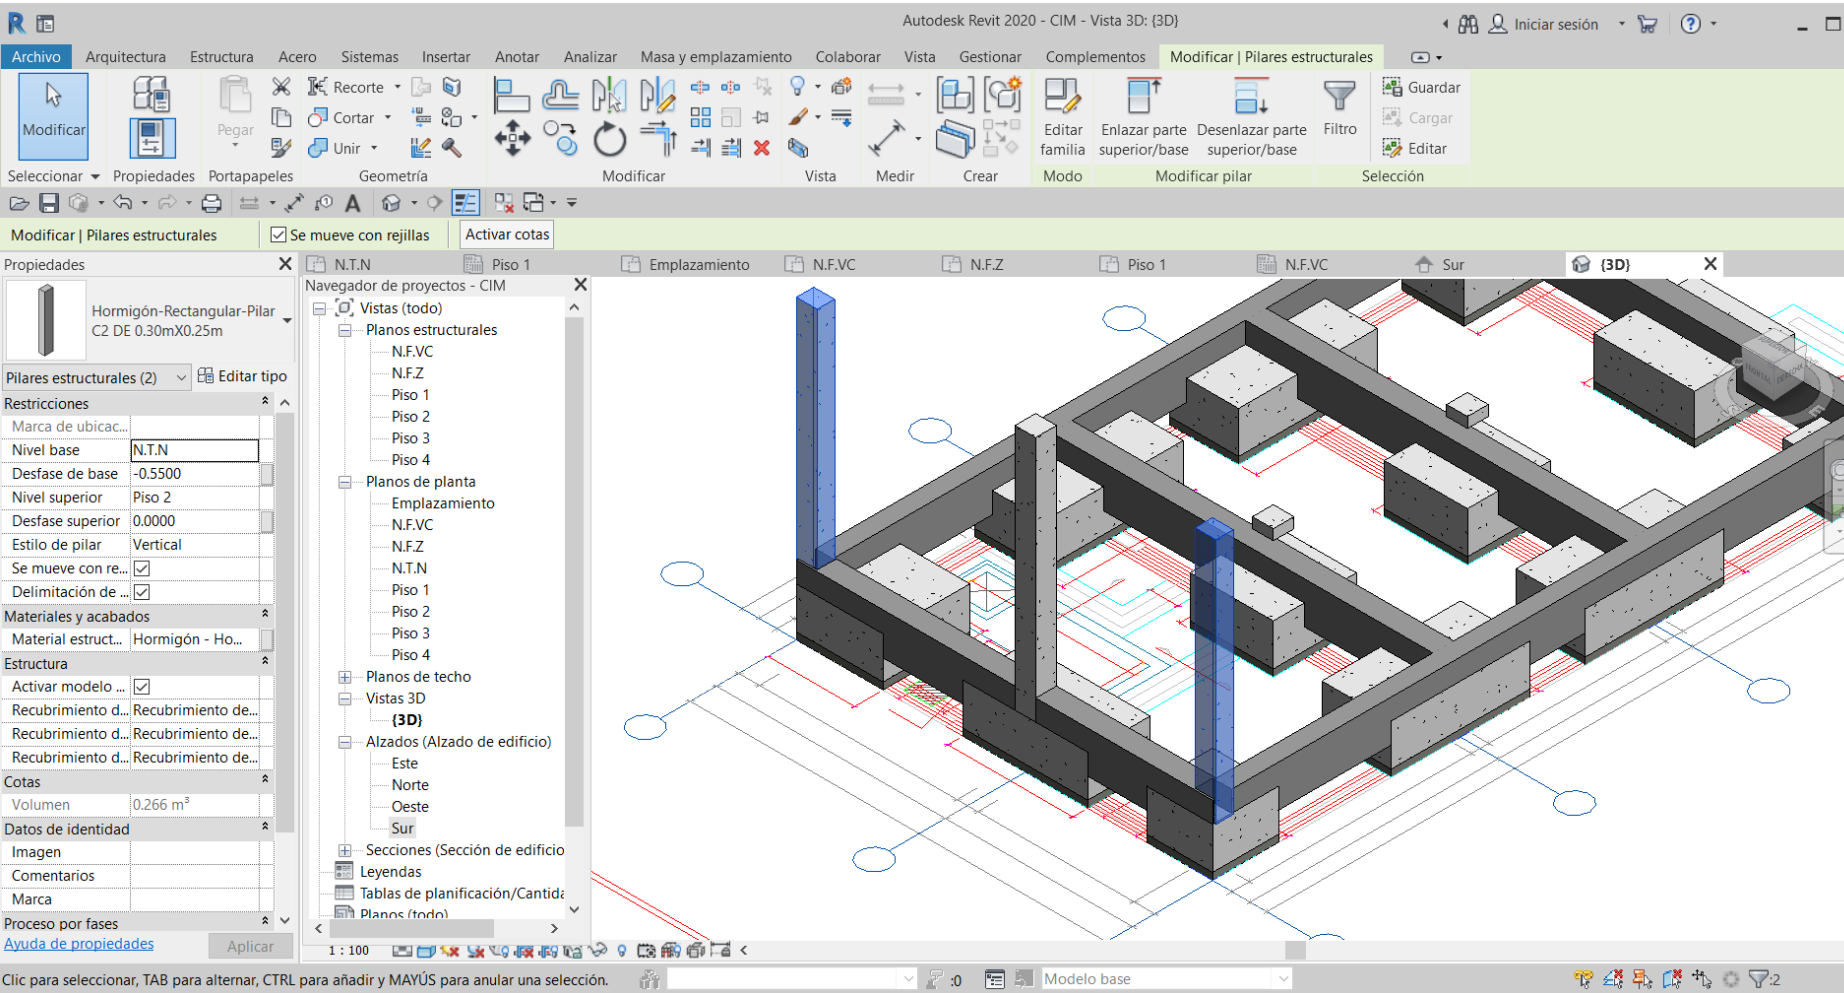 Autodesk Revit 2020 - CIM - Vista 3D: {3D}
Iniciar sesión
Archivo Arquitectura Estructura Acero Sistemas Insertar Anotar Analizar Masa y emplazamiento Colaborar Vista Gestionar Complementos Modificar | Pilares estructurales
Modificar
Pegar
Recorte
Cortar
Unir
Editar familia
Enlazar parte superior/base
Desenlazar parte superior/base
Filtro
Guardar
Cargar
Editar
Seleccionar Propiedades Portapapeles Geometría Modificar Vista Medir Crear Modo Modificar pilar Selección
Modificar | Pilares estructurales Se mueve con rejillas Activar cotas
Propiedades
N.T.N Piso 1 Emplazamiento N.F.VC N.F.Z Piso 1 N.F.VC Sur {3D}
Hormigón-Rectangular-Pilar
C2 DE 0.30mX0.25m
Pilares estructurales (2) Editar tipo
Restricciones
Marca de ubicac...
Nivel base N.T.N
Desfase de base -0.5500
Nivel superior Piso 2
Desfase superior 0.0000
Estilo de pilar Vertical
Se mueve con re...
Delimitación de ...
Materiales y acabados
Material estruct... Hormigón - Ho...
Estructura
Activar modelo ...
Recubrimiento d... Recubrimiento de...
Recubrimiento d... Recubrimiento de...
Recubrimiento d... Recubrimiento de...
Cotas
Volumen 0.266 m³
Datos de identidad
Imagen
Comentarios
Marca
Proceso por fases
Ayuda de propiedades Aplicar
Navegador de proyectos - CIM
Vistas (todo)
Planos estructurales
N.F.VC
N.F.Z
Piso 1
Piso 2
Piso 3
Piso 4
Planos de planta
Emplazamiento
N.F.VC
N.F.Z
N.T.N
Piso 1
Piso 2
Piso 3
Piso 4
Planos de techo
Vistas 3D
{3D}
Alzados (Alzado de edificio)
Este
Norte
Oeste
Sur
Secciones (Sección de edificio
Leyendas
Tablas de planificación/Cantida
Planos (todo)
1 : 100
Clic para seleccionar, TAB para alternar, CTRL para añadir y MAYÚS para anular una selección.
:0
Modelo base
:2